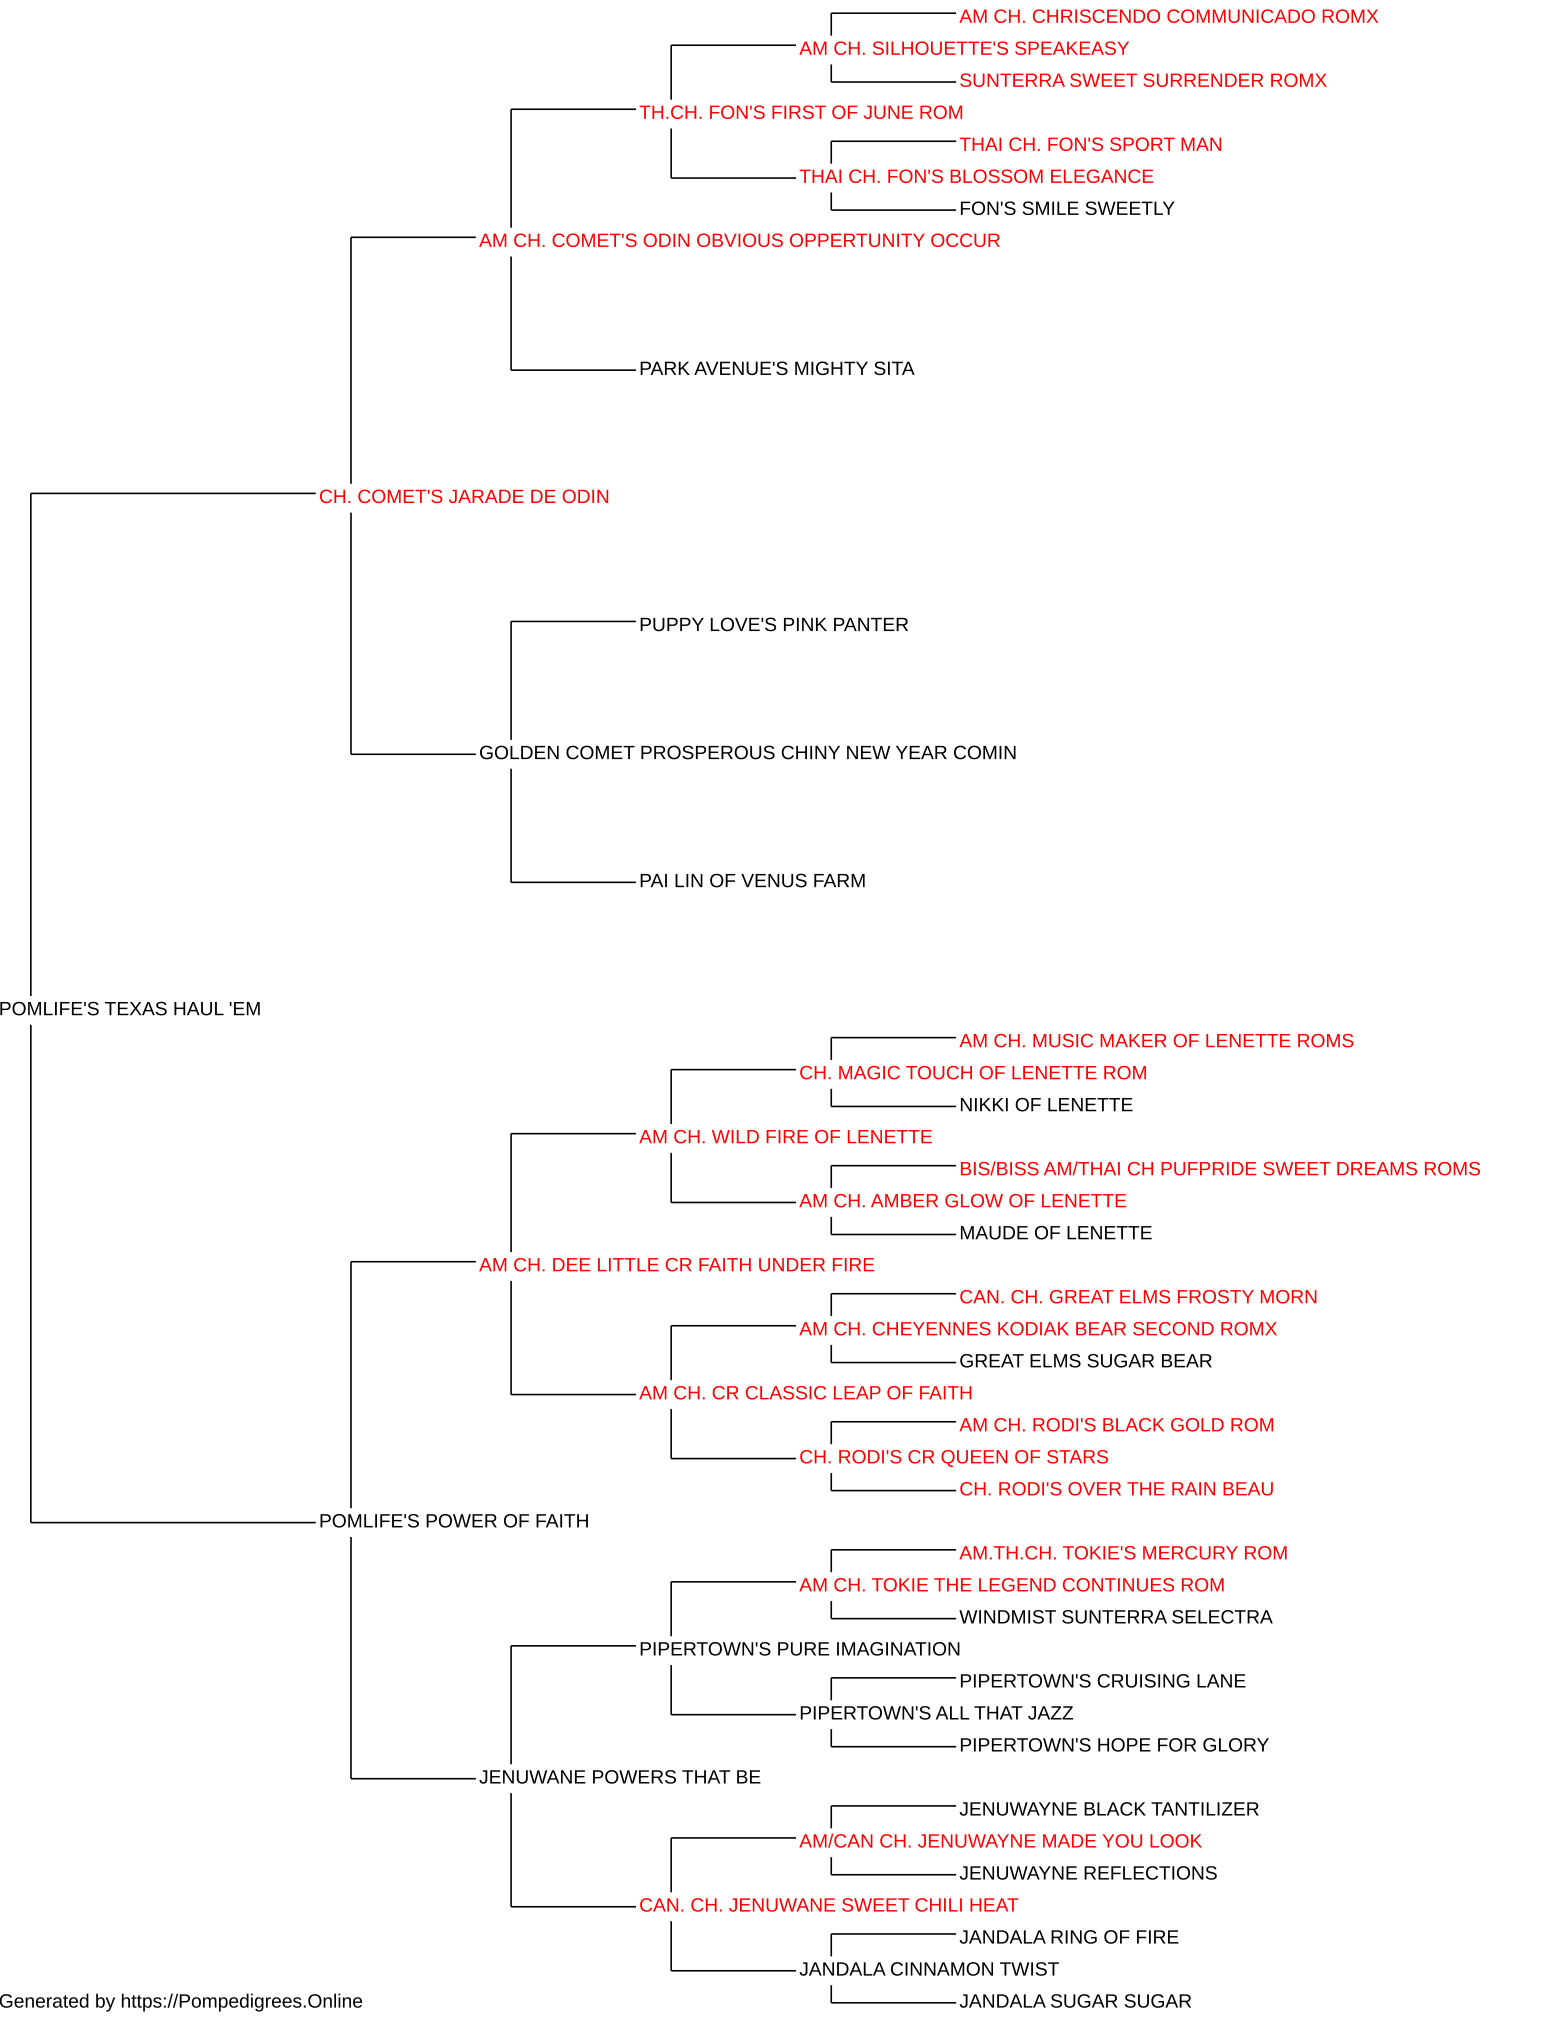 AM CH. CHRISCENDO COMMUNICADO ROMX
AM CH. SILHOUETTE'S SPEAKEASY
SUNTERRA SWEET SURRENDER ROMX
TH.CH. FON'S FIRST OF JUNE ROM
THAI CH. FON'S SPORT MAN
THAI CH. FON'S BLOSSOM ELEGANCE
FON'S SMILE SWEETLY
AM CH. COMET'S ODIN OBVIOUS OPPERTUNITY OCCUR
PARK AVENUE'S MIGHTY SITA
CH. COMET'S JARADE DE ODIN
PUPPY LOVE'S PINK PANTER
GOLDEN COMET PROSPEROUS CHINY NEW YEAR COMIN
PAI LIN OF VENUS FARM
POMLIFE'S TEXAS HAUL 'EM
AM CH. MUSIC MAKER OF LENETTE ROMS
CH. MAGIC TOUCH OF LENETTE ROM
NIKKI OF LENETTE
AM CH. WILD FIRE OF LENETTE
BIS/BISS AM/THAI CH PUFPRIDE SWEET DREAMS ROMS
AM CH. AMBER GLOW OF LENETTE
MAUDE OF LENETTE
AM CH. DEE LITTLE CR FAITH UNDER FIRE
CAN. CH. GREAT ELMS FROSTY MORN
AM CH. CHEYENNES KODIAK BEAR SECOND ROMX
GREAT ELMS SUGAR BEAR
AM CH. CR CLASSIC LEAP OF FAITH
AM CH. RODI'S BLACK GOLD ROM
CH. RODI'S CR QUEEN OF STARS
CH. RODI'S OVER THE RAIN BEAU
POMLIFE'S POWER OF FAITH
AM.TH.CH. TOKIE'S MERCURY ROM
AM CH. TOKIE THE LEGEND CONTINUES ROM
WINDMIST SUNTERRA SELECTRA
PIPERTOWN'S PURE IMAGINATION
PIPERTOWN'S CRUISING LANE
PIPERTOWN'S ALL THAT JAZZ
PIPERTOWN'S HOPE FOR GLORY
JENUWANE POWERS THAT BE
JENUWAYNE BLACK TANTILIZER
AM/CAN CH. JENUWAYNE MADE YOU LOOK
JENUWAYNE REFLECTIONS
CAN. CH. JENUWANE SWEET CHILI HEAT
JANDALA RING OF FIRE
JANDALA CINNAMON TWIST
JANDALA SUGAR SUGAR
Generated by https://Pompedigrees.Online